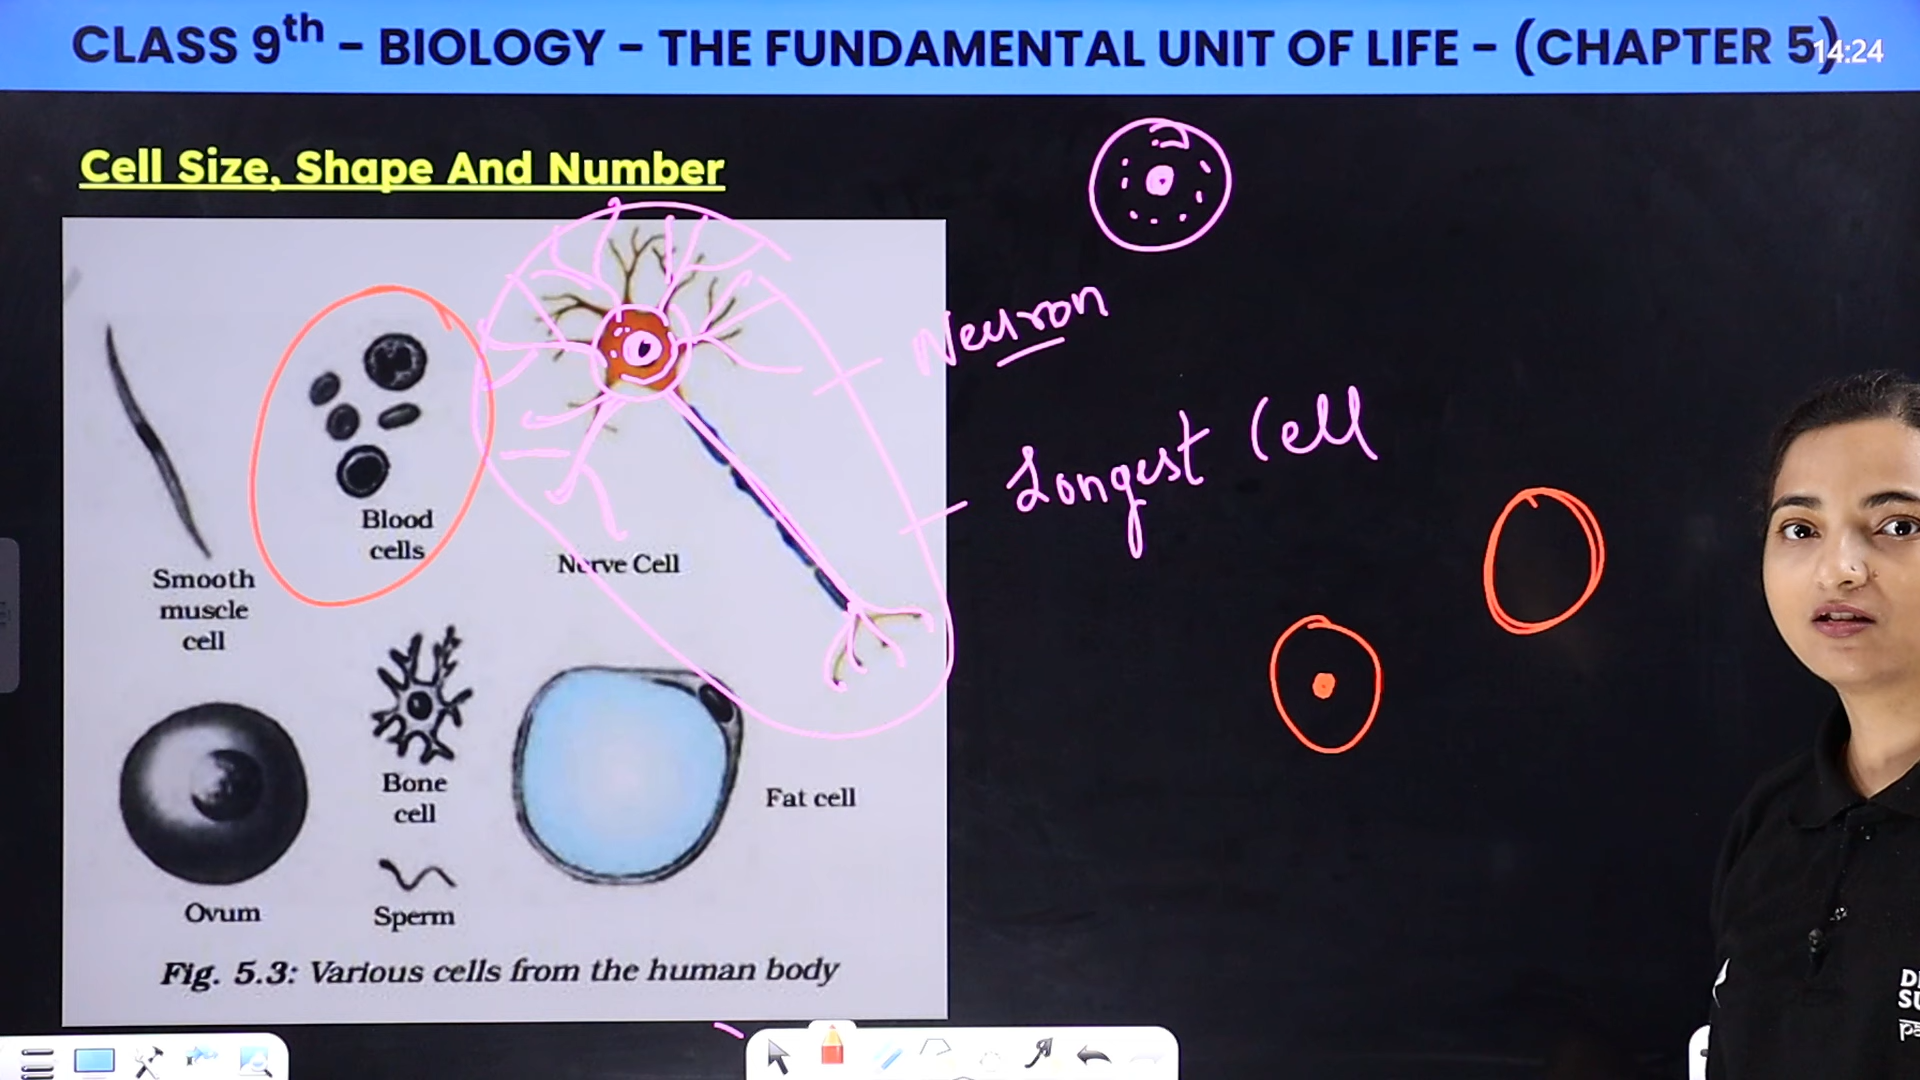 CLASS 9th – BIOLOGY – THE FUNDAMENTAL UNIT OF LIFE – (CHAPTER 5)
14:24
Cell Size, Shape And Number
Neuron
Longest Cell
Blood
cells
Nerve Cell
Smooth
muscle
cell
Bone
cell
Fat cell
Ovum
Sperm
Fig. 5.3: Various cells from the human body